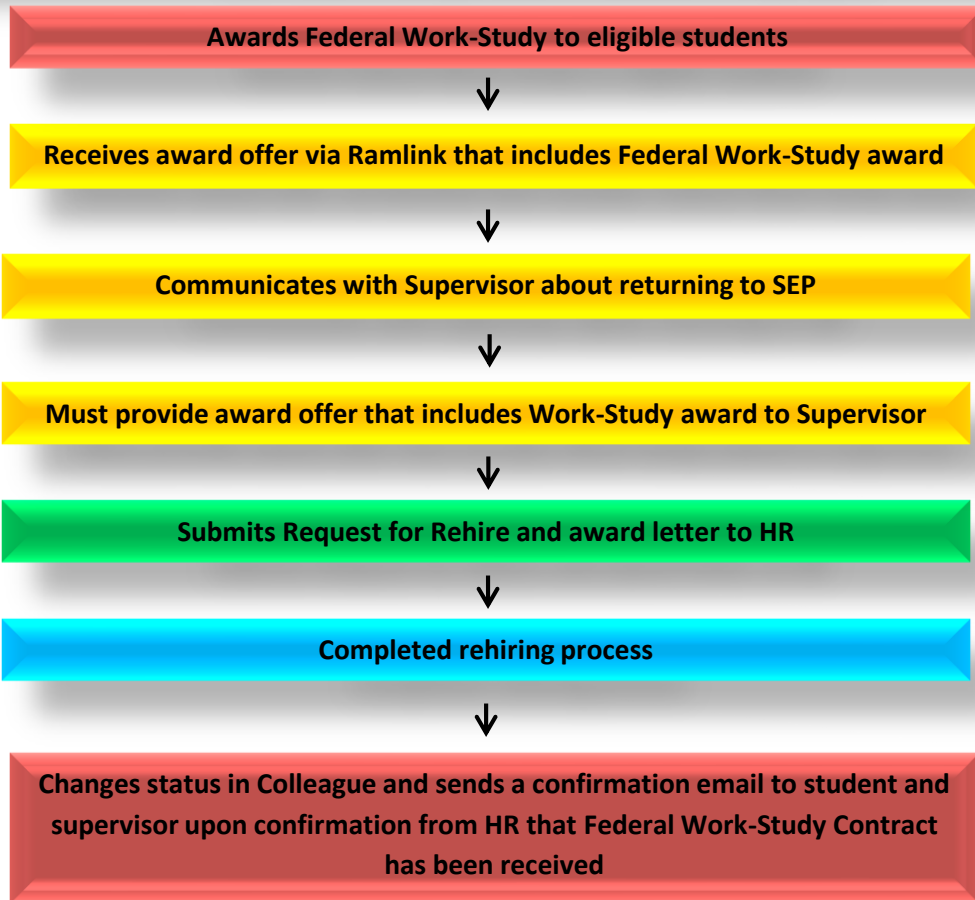 Awards Federal Work-Study to eligible students
Receives award offer via Ramlink that includes Federal Work-Study award
Communicates with Supervisor about returning to SEP
Must provide award offer that includes Work-Study award to Supervisor
Submits Request for Rehire and award letter to HR
Completed rehiring process
Changes status in Colleague and sends a confirmation email to student and
supervisor upon confirmation from HR that Federal Work-Study Contract
has been received